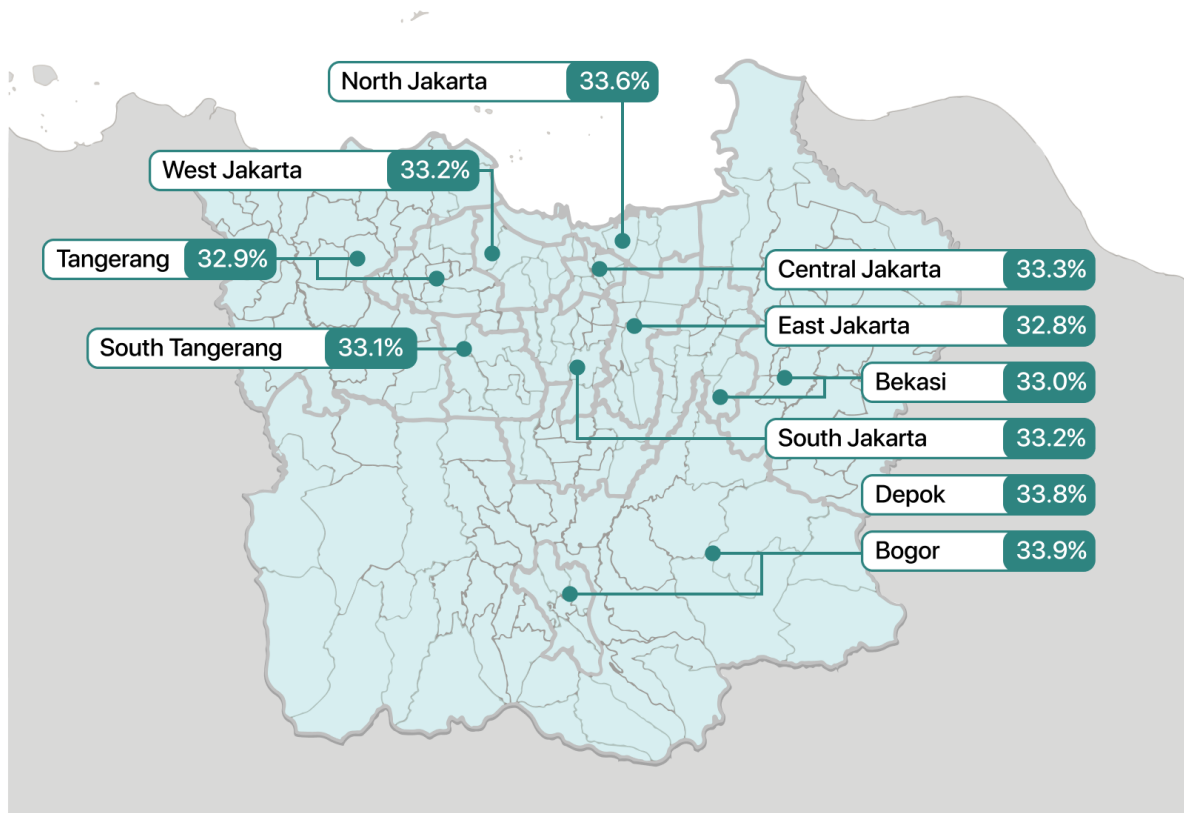 North Jakarta 33.6%
West Jakarta 33.2%
Tangerang 32.9%
Central Jakarta 33.3%
East Jakarta 32.8%
South Tangerang 33.1%
Bekasi 33.0%
South Jakarta 33.2%
Depok 33.8%
Bogor 33.9%